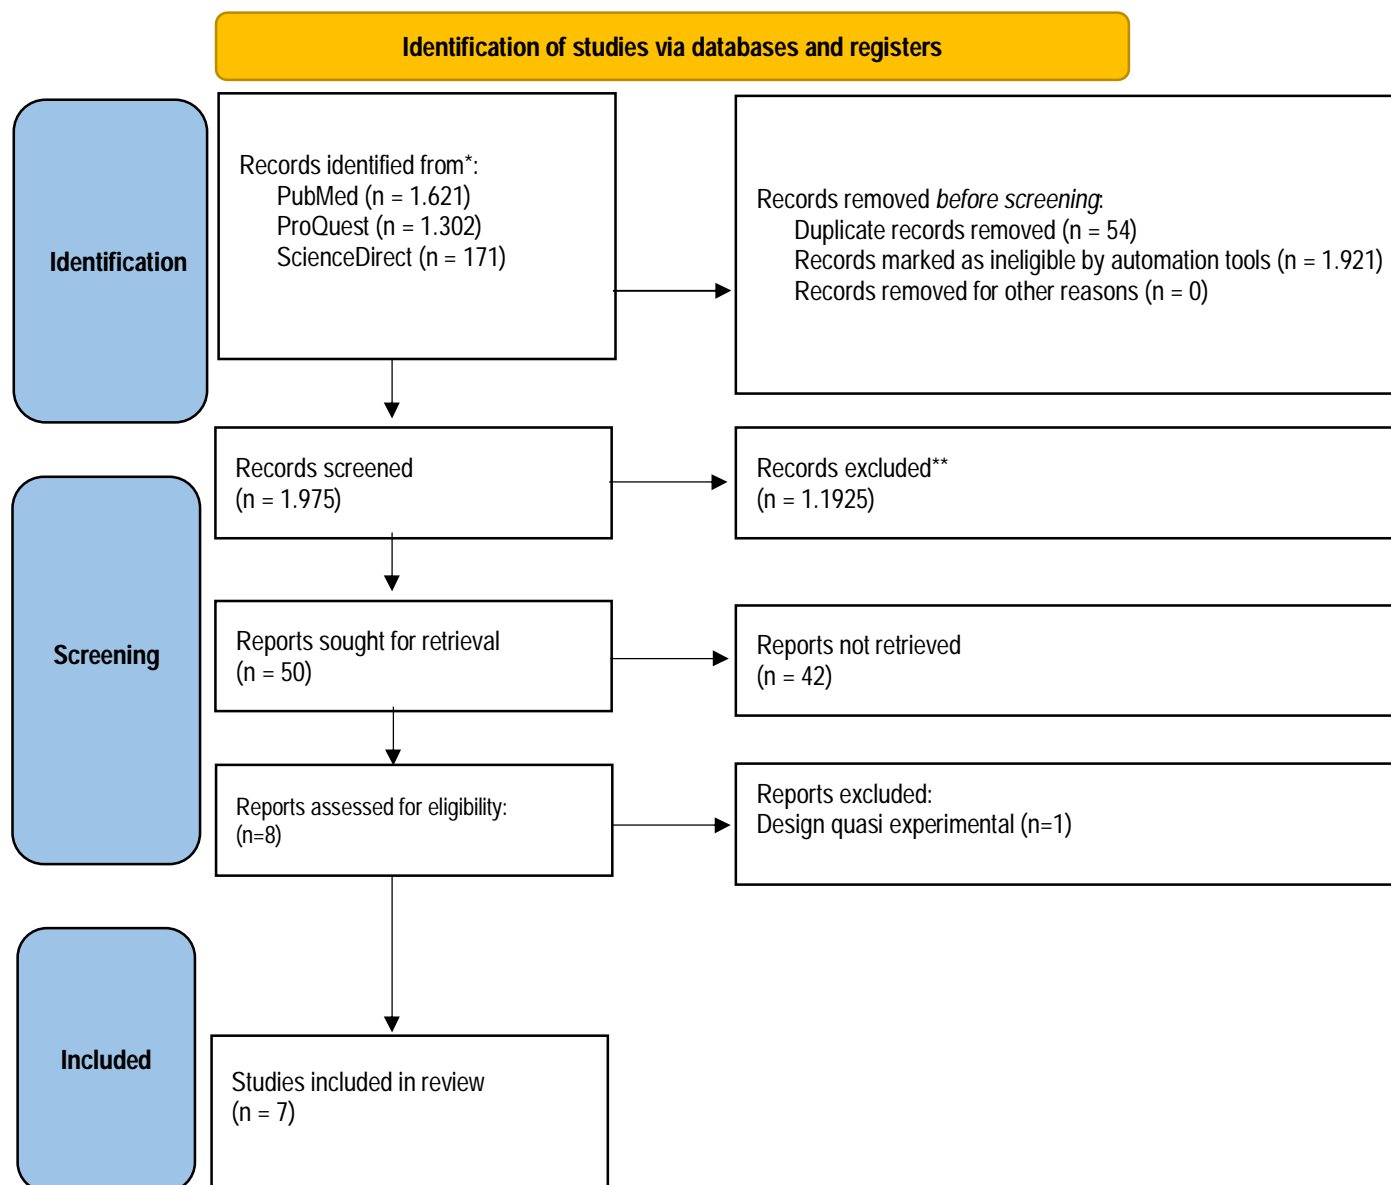 Identification of studies via databases and registers
Identification
Records identified from*:
PubMed (n = 1.621)
ProQuest (n = 1.302)
ScienceDirect (n = 171)
Records removed before screening:
Duplicate records removed (n = 54)
Records marked as ineligible by automation tools (n = 1.921)
Records removed for other reasons (n = 0)
Screening
Records screened
(n = 1.975)
Records excluded**
(n = 1.1925)
Reports sought for retrieval
(n = 50)
Reports not retrieved
(n = 42)
Reports assessed for eligibility:
(n=8)
Reports excluded:
Design quasi experimental (n=1)
Included
Studies included in review
(n = 7)